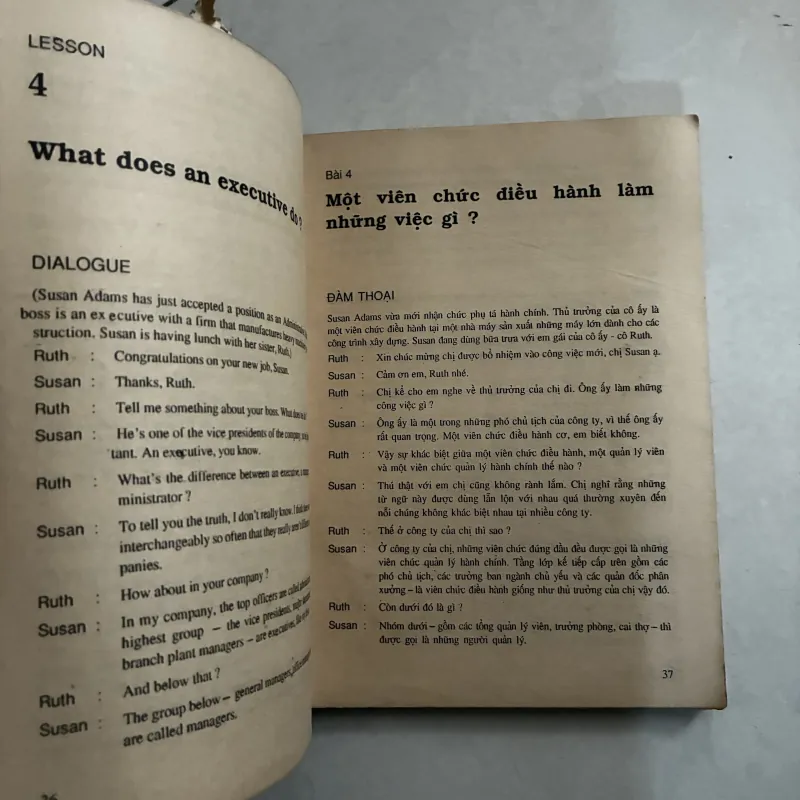 LESSON
4
What does an executive do ?
DIALOGUE
(Susan Adams has just accepted a position as an
boss is an executive with a firm that manufactures heavy
struction. Susan is having lunch with her sister, Ruth.)
Ruth : Congratulations on your new job, Susan.
Susan : Thanks, Ruth.
Ruth : Tell me something about your boss. What does
Susan : He's one of the vice presidents of the company,
tant. An executive, you know.
Ruth : What's the difference between an executive, a
ministrator ?
Susan : To tell you the truth, I don't really know. I think
interchangeably so often that they really
panies.
Ruth : How about in your company ?
Susan : In my company, the top officers are called
highest group – the vice presidents, major
branch plant managers – are executives,
Ruth : And below that ?
Susan : The group below – general managers,
are called managers.
36
Bài 4
Một viên chức điều hành làm
những việc gì ?
ĐÀM THOẠI
Susan Adams vừa mới nhận chức phụ tá hành chính. Thủ trưởng của cô ấy là
một viên chức điều hành tại một nhà máy sản xuất những máy lớn dành cho các
công trình xây dựng. Susan đang dùng bữa trưa với em gái của cô ấy - cô Ruth.
Ruth : Xin chúc mừng chị được bổ nhiệm vào công việc mới, chị Susan ạ.
Susan : Cảm ơn em, Ruth nhé.
Ruth : Chị kể cho em nghe về thủ trưởng của chị đi. Ông ấy làm những
công việc gì ?
Susan : Ông ấy là một trong những phó chủ tịch của công ty, vì thế ông ấy
rất quan trọng. Một viên chức điều hành cơ, em biết không.
Ruth : Vậy sự khác biệt giữa một viên chức điều hành, một quản lý viên
và một viên chức quản lý hành chính thế nào ?
Susan : Thú thật với em chị cũng không rành lắm. Chị nghĩ rằng những
từ ngữ này được dùng lẫn lộn với nhau quá thường xuyên đến
nỗi chúng không khác biệt nhau tại nhiều công ty.
Ruth : Thế ở công ty của chị thì sao ?
Susan : Ở công ty của chị, những viên chức đứng đầu đều được gọi là những
viên chức quản lý hành chính. Tầng lớp kế tiếp cấp trên gồm các
phó chủ tịch, các trưởng ban ngành chủ yếu và các quản đốc phân
xưởng – là viên chức điều hành giống như thủ trưởng của chị vậy đó.
Ruth : Còn dưới đó là gì ?
Susan : Nhóm dưới – gồm các tổng quản lý viên, trưởng phòng, cai thợ – thì
được gọi là những người quản lý.
37